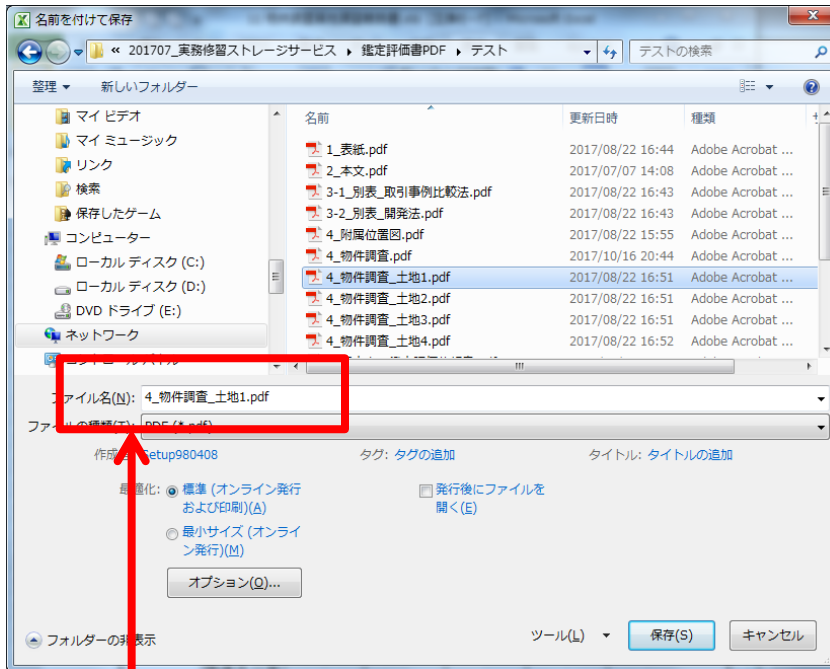 名前を付けて保存
« 201707_実務修習ストレージサービス ▸ 鑑定評価書PDF ▸ テスト
テストの検索
整理 ▼ 新しいフォルダー
マイ ビデオ
マイ ミュージック
リンク
検索
保存したゲーム
コンピューター
ローカル ディスク (C:)
ローカル ディスク (D:)
DVD ドライブ (E:)
ネットワーク
名前 更新日時 種類
1_表紙.pdf 2017/08/22 16:44 Adobe Acrobat ...
2_本文.pdf 2017/07/07 14:08 Adobe Acrobat ...
3-1_別表_取引事例比較法.pdf 2017/08/22 16:43 Adobe Acrobat ...
3-2_別表_開発法.pdf 2017/08/22 16:43 Adobe Acrobat ...
4_附属位置図.pdf 2017/08/22 15:55 Adobe Acrobat ...
4_物件調査.pdf 2017/10/16 20:44 Adobe Acrobat ...
4_物件調査_土地1.pdf 2017/08/22 16:51 Adobe Acrobat ...
4_物件調査_土地2.pdf 2017/08/22 16:51 Adobe Acrobat ...
4_物件調査_土地3.pdf 2017/08/22 16:51 Adobe Acrobat ...
4_物件調査_土地4.pdf 2017/08/22 16:52 Adobe Acrobat ...
ファイル名(N): 4_物件調査_土地1.pdf
ファイルの種類(T): PDF (*.pdf)
作成 Setup980408 タグ: タグの追加 タイトル: タイトルの追加
最適化: 標準 (オンライン発行
および印刷)(A)
最小サイズ (オンライ
ン発行)(M)
発行後にファイルを
開く(E)
オプション(O)...
フォルダーの非表示
ツール(L) ▼ 保存(S) キャンセル